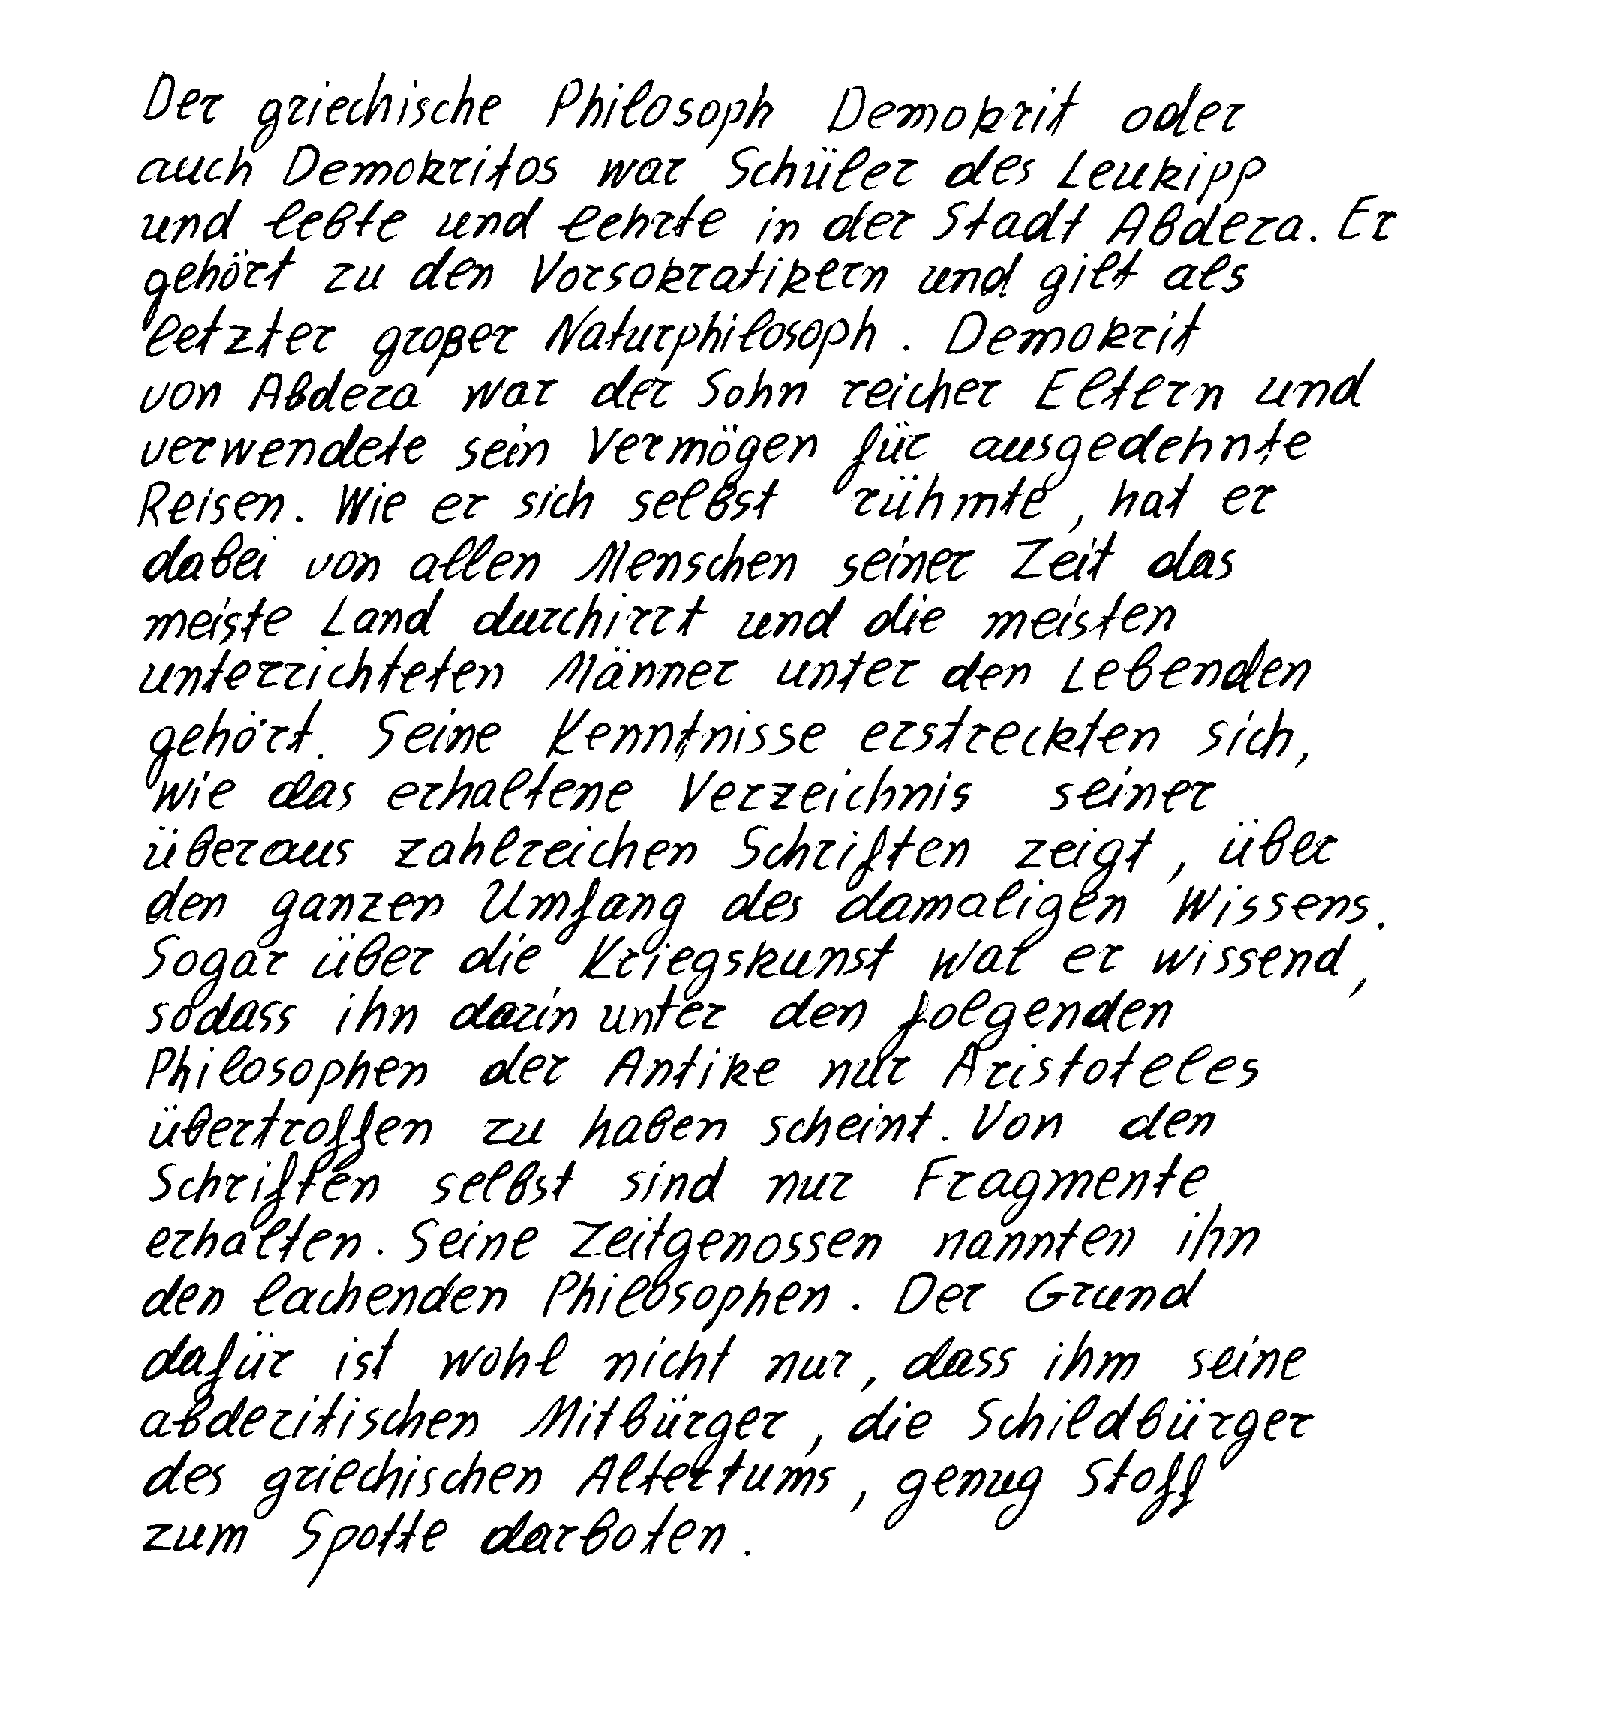 Der griechische Philosoph Demokrit oder
auch Demokritos war Schüler des Leukipp
und lebte und lehrte in der Stadt Abdera. Er
gehört zu den Vorsokratikern und gilt als
letzter großer Naturphilosoph. Demokrit
von Abdera war der Sohn reicher Eltern und
verwendete sein Vermögen für ausgedehnte
Reisen. Wie er sich selbst rühmte, hat er
dabei von allen Menschen seiner Zeit das
meiste Land durchirrt und die meisten
unterrichteten Männer unter den Lebenden
gehört. Seine Kenntnisse erstreckten sich,
wie das erhaltene Verzeichnis seiner
überaus zahlreichen Schriften zeigt, über
den ganzen Umfang des damaligen Wissens.
Sogar über die Kriegskunst war er wissend,
sodass ihn darin unter den folgenden
Philosophen der Antike nur Aristoteles
übertroffen zu haben scheint. Von den
Schriften selbst sind nur Fragmente
erhalten. Seine Zeitgenossen nannten ihn
den lachenden Philosophen. Der Grund
dafür ist wohl nicht nur, dass ihm seine
abderitischen Mitbürger, die Schildbürger
des griechischen Altertums, genug Stoff
zum Spotte darboten.